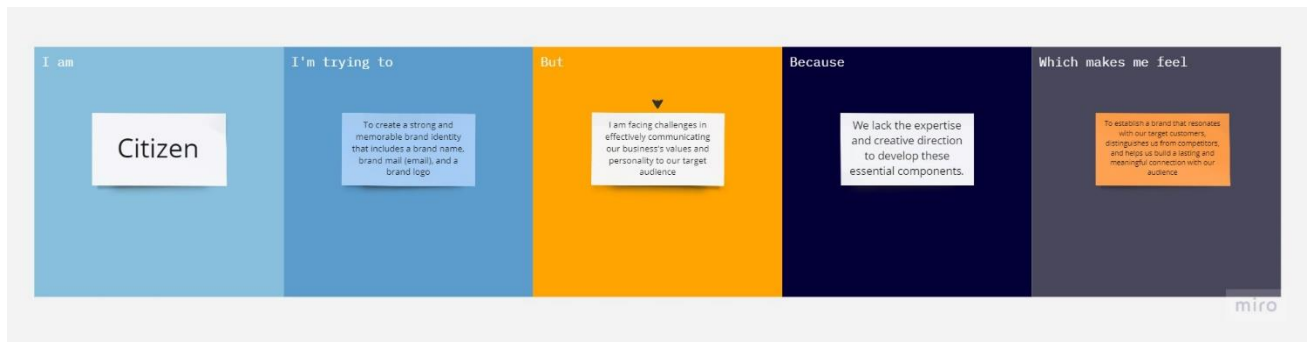 I am
I'm trying to
But
Because
Which makes me feel
Citizen
To create a strong and
memorable brand identity
that includes a brand name,
brand mail (email), and a
brand logo
I am facing challenges in
effectively communicating
our business's values and
personality to our target
audience
We lack the expertise
and creative direction
to develop these
essential components.
To establish a brand that resonates
with our target customers,
distinguishes us from competitors,
and helps us build a lasting and
meaningful connection with our
audience
miro